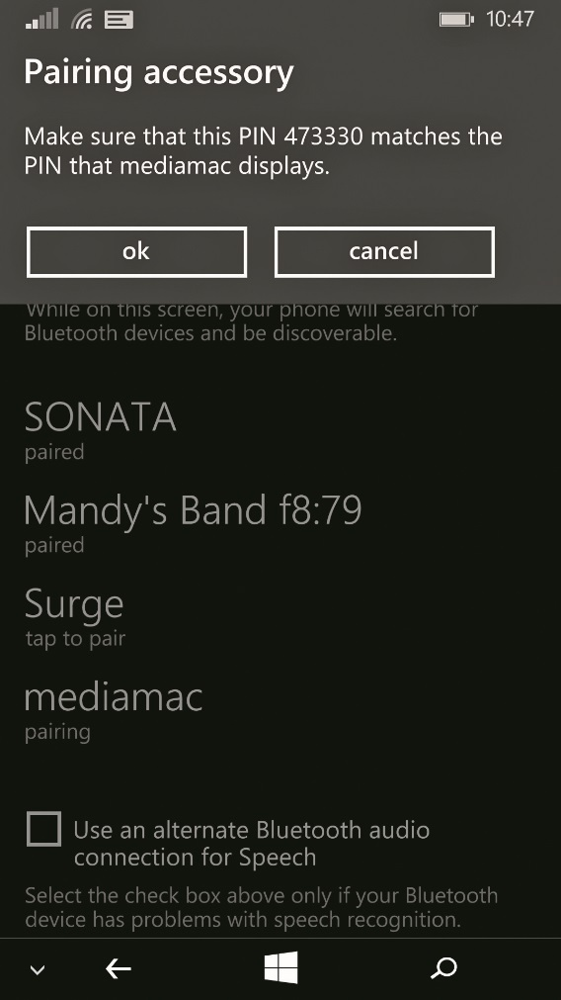 10:47
Pairing accessory
Make sure that this PIN 473330 matches the
PIN that mediamac displays.
ok
cancel
While on this screen, your phone will search for
Bluetooth devices and be discoverable.
SONATA
paired
Mandy's Band f8:79
paired
Surge
tap to pair
mediamac
pairing
Use an alternate Bluetooth audio
connection for Speech
Select the check box above only if your Bluetooth
device has problems with speech recognition.